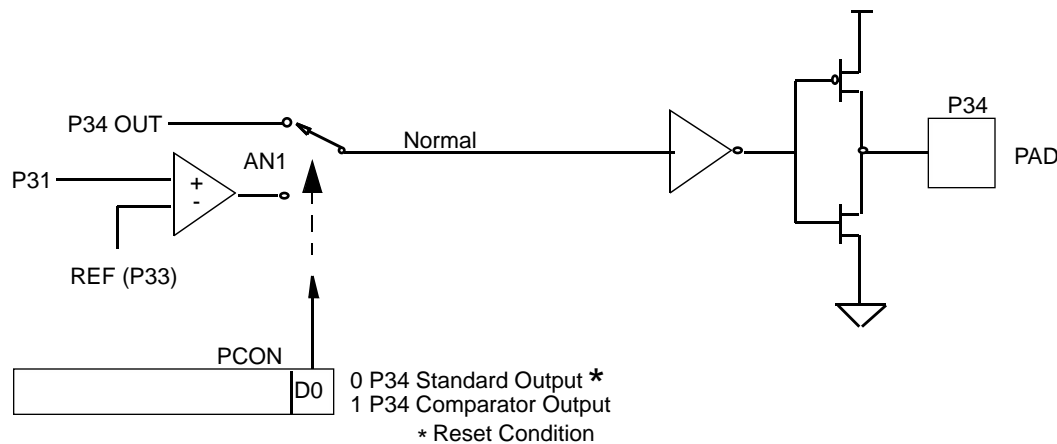 P34
P34 OUT
Normal
PAD
AN1
P31
+
-
REF (P33)
PCON
D0
0 P34 Standard Output *
1 P34 Comparator Output
* Reset Condition